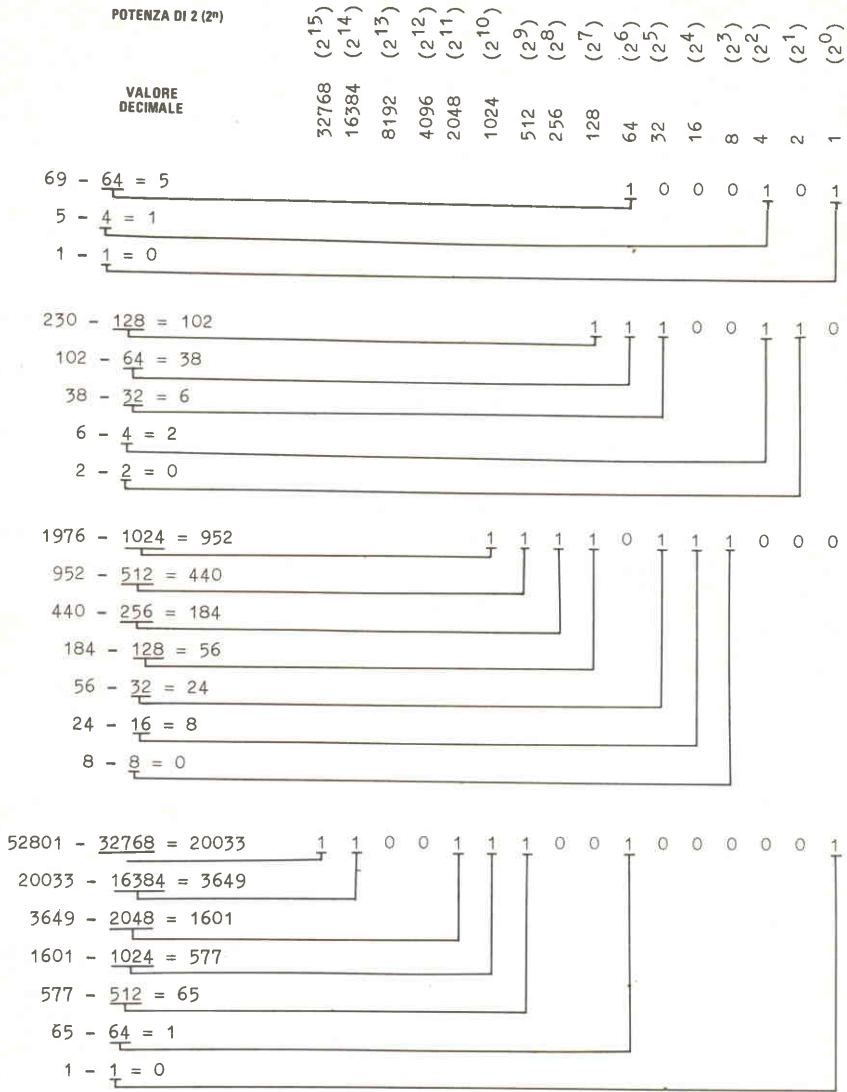 POTENZA DI 2 (2ⁿ) (2¹⁵) (2¹⁴) (2¹³) (2¹²) (2¹¹) (2¹⁰) (2⁹) (2⁸) (2⁷) (2⁶) (2⁵) (2⁴) (2³) (2²) (2¹) (2⁰)
VALORE
DECIMALE 32768 16384 8192 4096 2048 1024 512 256 128 64 32 16 8 4 2 1
69 - 64 = 5 1 0 0 0 1 0 1
5 - 4 = 1
1 - 1 = 0
230 - 128 = 102 1 1 1 0 0 1 1 0
102 - 64 = 38
38 - 32 = 6
6 - 4 = 2
2 - 2 = 0
1976 - 1024 = 952 1 1 1 1 0 1 1 1 0 0 0
952 - 512 = 440
440 - 256 = 184
184 - 128 = 56
56 - 32 = 24
24 - 16 = 8
8 - 8 = 0
52801 - 32768 = 20033 1 1 0 0 1 1 1 0 0 1 0 0 0 0 0 1
20033 - 16384 = 3649
3649 - 2048 = 1601
1601 - 1024 = 577
577 - 512 = 65
65 - 64 = 1
1 - 1 = 0